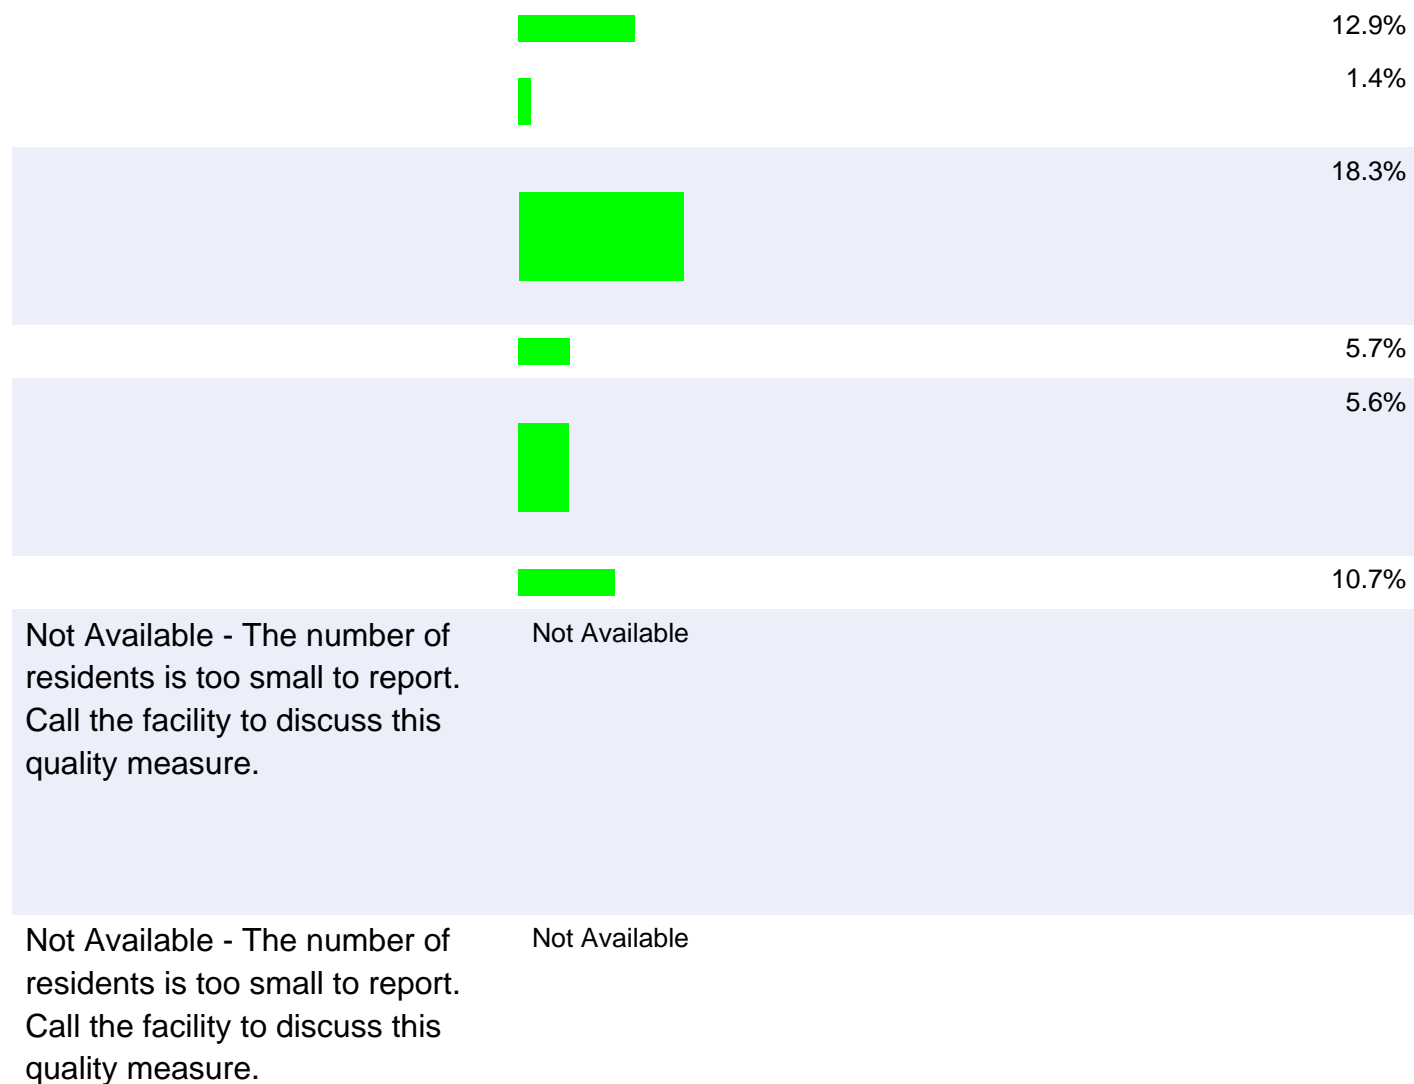 12.9%
1.4%
18.3%
5.7%
5.6%
10.7%
Not Available - The number of
residents is too small to report.
Call the facility to discuss this
quality measure.
Not Available
Not Available - The number of
residents is too small to report.
Call the facility to discuss this
quality measure.
Not Available